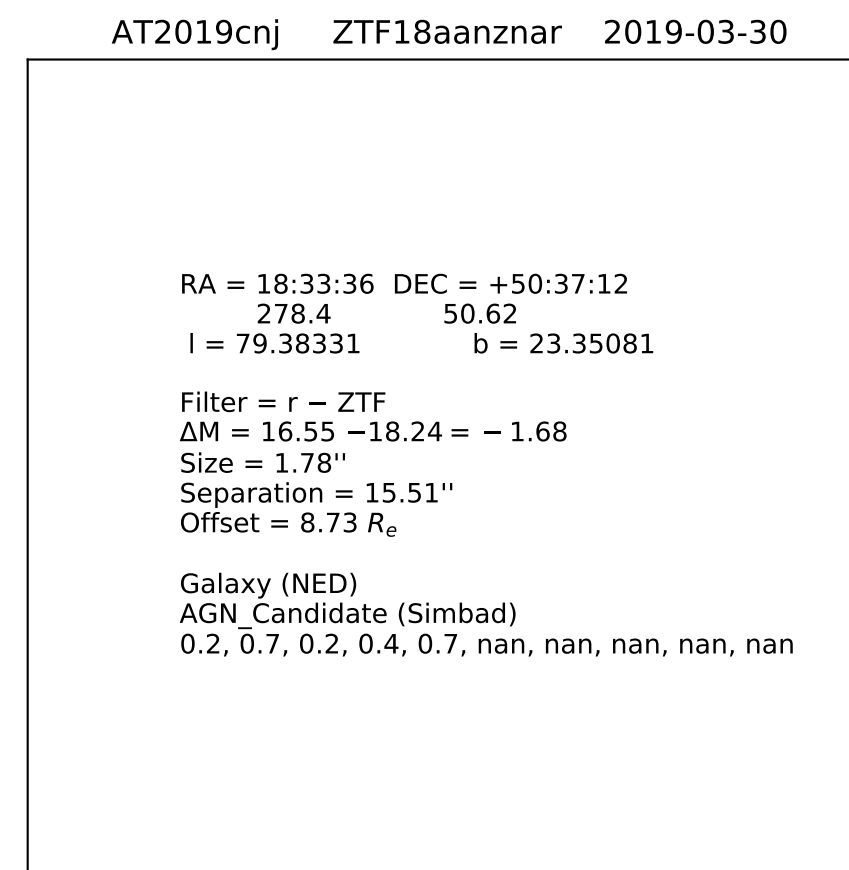 AT2019cnj ZTF18aanznar 2019-03-30
RA = 18:33:36 DEC = +50:37:12
278.4 50.62
l = 79.38331 b = 23.35081
Filter = r − ZTF
ΔM = 16.55 −18.24 = − 1.68
Size = 1.78''
Separation = 15.51''
Offset = 8.73 Rₑ
Galaxy (NED)
AGN_Candidate (Simbad)
0.2, 0.7, 0.2, 0.4, 0.7, nan, nan, nan, nan, nan